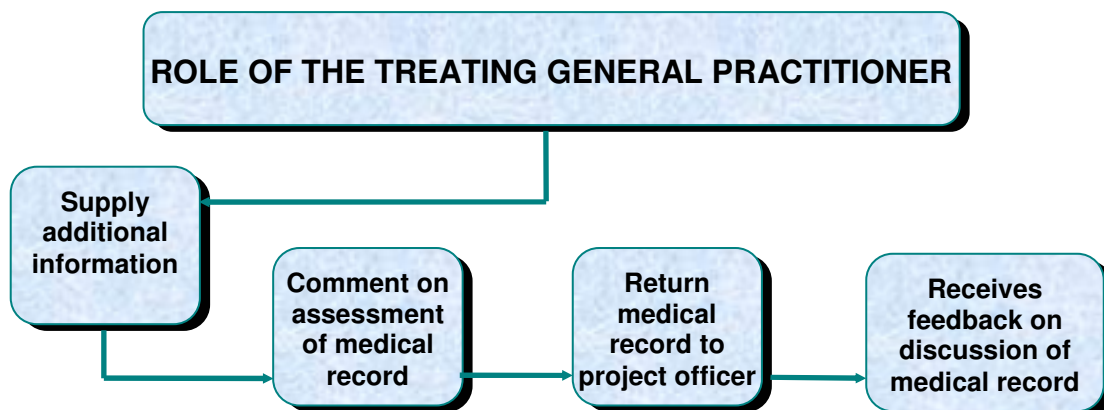 ROLE OF THE TREATING GENERAL PRACTITIONER
Supply
additional
information
Comment on
assessment
of medical
record
Return
medical
record to
project officer
Receives
feedback on
discussion of
medical record